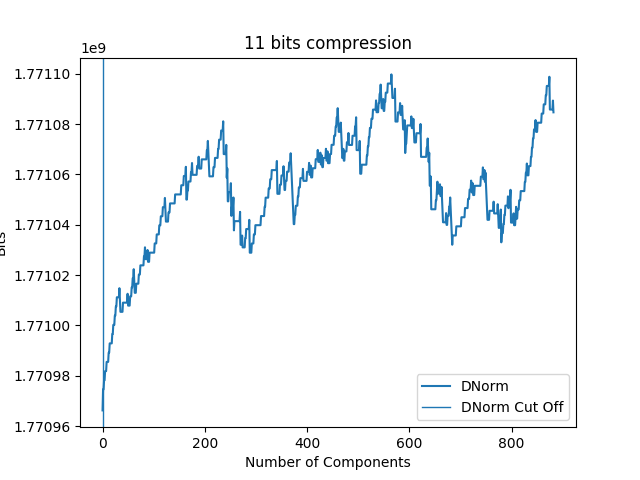 11 bits compression
1e9
1.77110
1.77108
1.77106
1.77104
1.77102
1.77100
1.77098
1.77096
Bits
0 200 400 600 800
Number of Components
DNorm
DNorm Cut Off